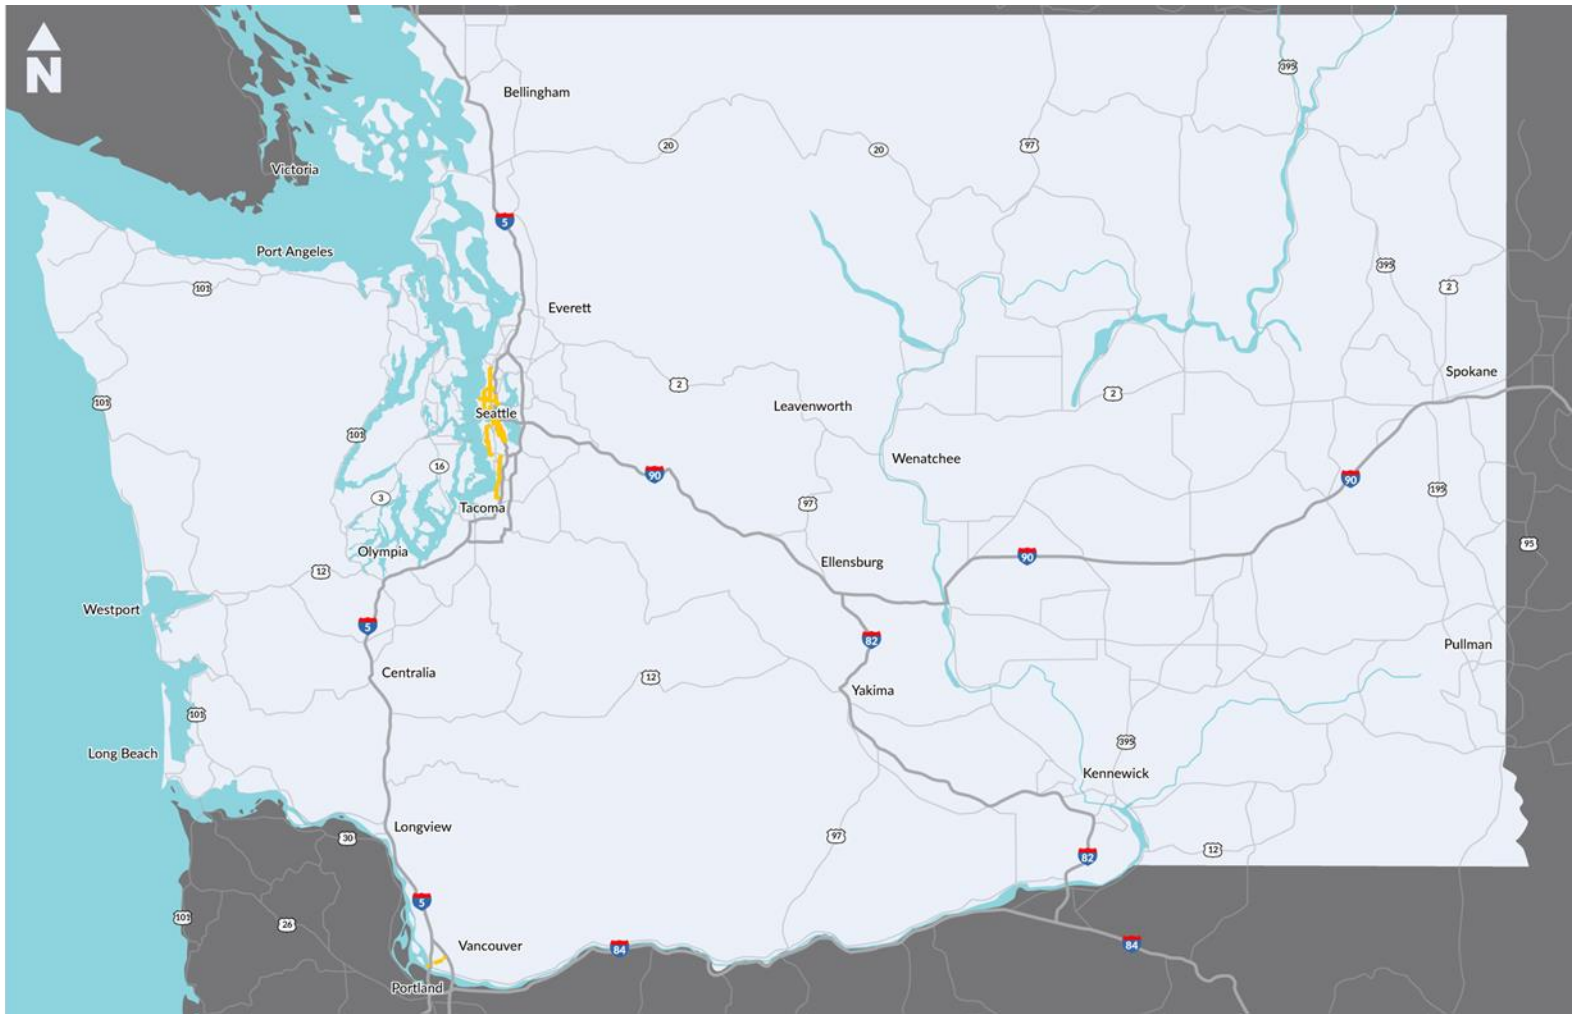 N
Bellingham
395
20
20
97
Victoria
5
Port Angeles
395
101
2
Everett
Spokane
2
2
101
Leavenworth
Seattle
101
Wenatchee
16
90
90
195
3
97
Tacoma
95
Olympia
90
Ellensburg
12
Westport
5
82
Pullman
Centralia
12
Yakima
101
395
Long Beach
Kennewick
Longview
97
30
12
82
5
101
26
Vancouver
84
84
Portland